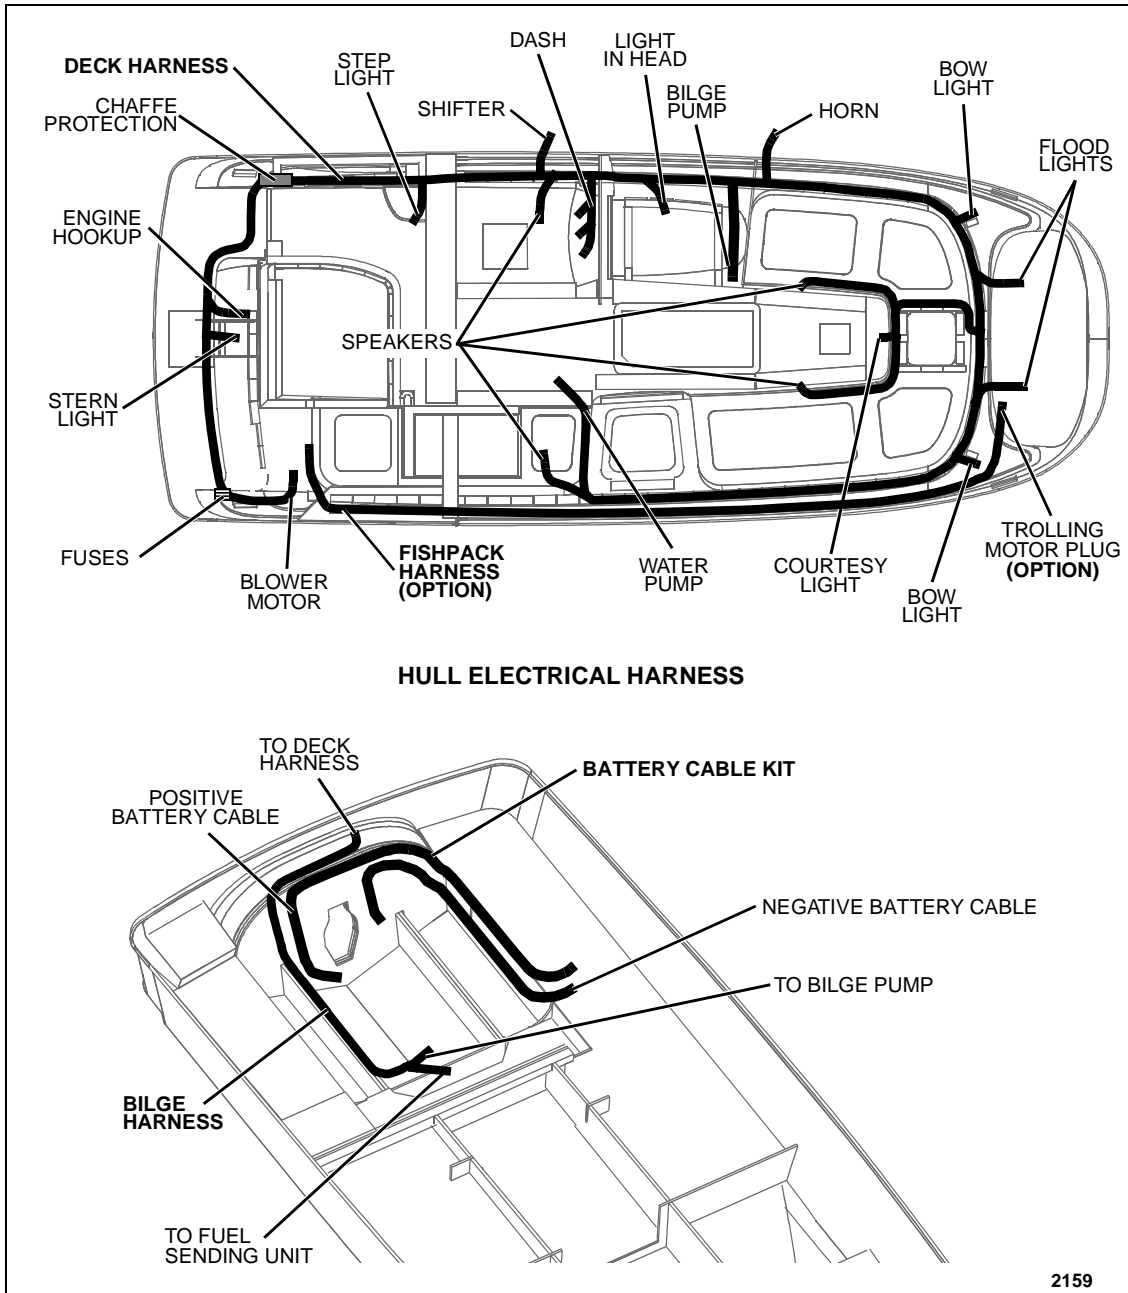 DECK HARNESS
CHAFFE
PROTECTION
STEP
LIGHT
SHIFTER
DASH
LIGHT
IN HEAD
BILGE
PUMP
HORN
BOW
LIGHT
FLOOD
LIGHTS
ENGINE
HOOKUP
SPEAKERS
STERN
LIGHT
FUSES
BLOWER
MOTOR
FISHPACK
HARNESS
(OPTION)
WATER
PUMP
COURTESY
LIGHT
BOW
LIGHT
TROLLING
MOTOR PLUG
(OPTION)
HULL ELECTRICAL HARNESS
TO DECK
HARNESS
BATTERY CABLE KIT
POSITIVE
BATTERY CABLE
NEGATIVE BATTERY CABLE
TO BILGE PUMP
BILGE
HARNESS
TO FUEL
SENDING UNIT
2159